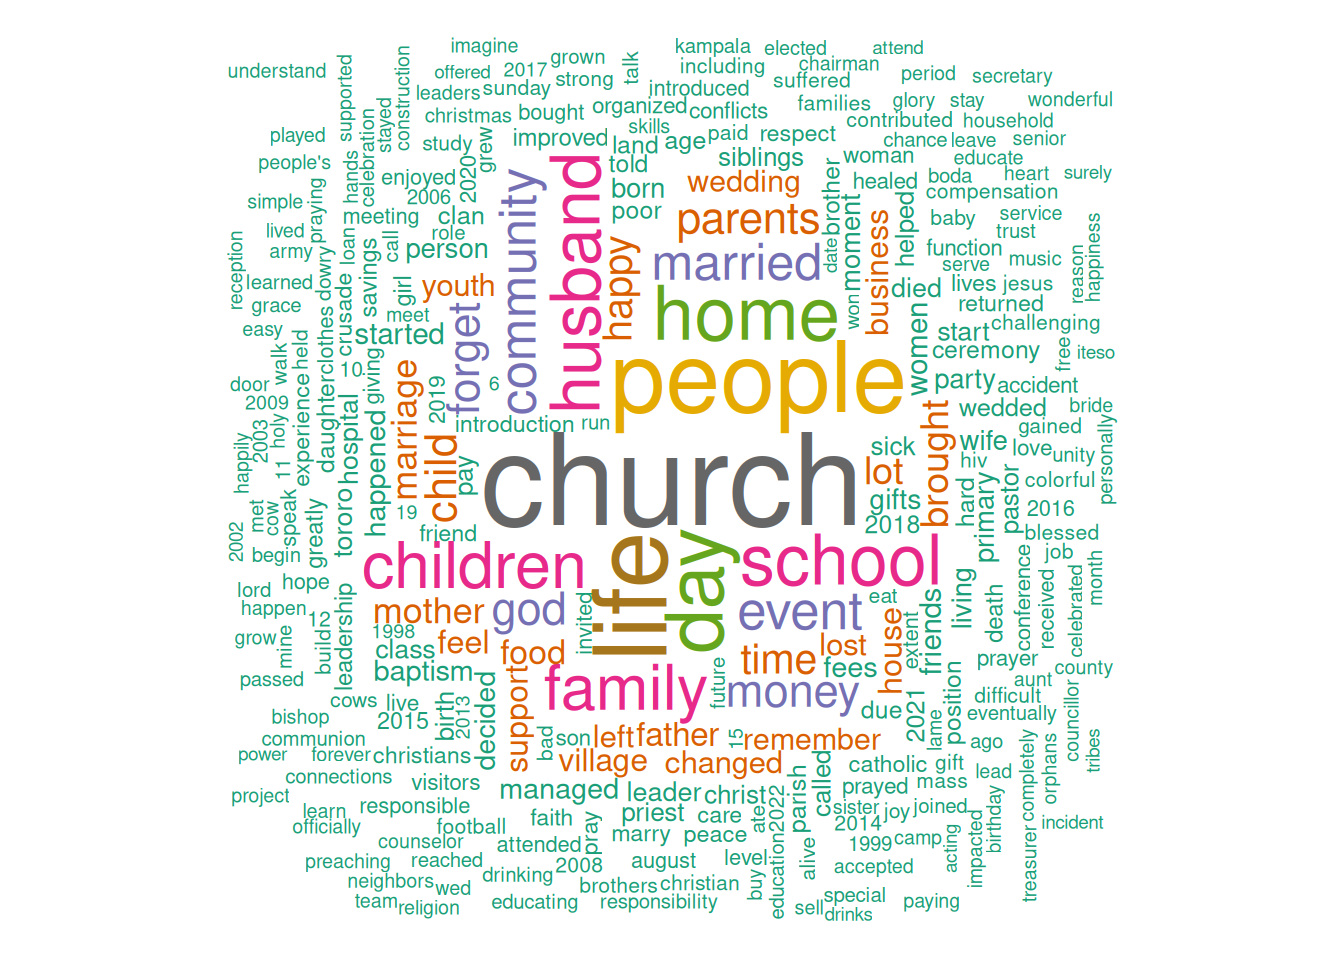 imagine
grown
kampala
elected
attend
understand
supported
offered
2017
strong
talk
including
chairman
suffered
period
secretary
leaders
sunday
introduced
construction
stayed
christmas
bought
organized
conflicts
families
glory
stay
wonderful
played
celebration
study
grew
improved
skills
land
age
paid
respect
contributed
household
chance
leave
senior
people's
hands
enjoyed
2020
told
siblings
woman
educate
simple
praying
2006
born
wedding
brother
healed
boda
heart
surely
compensation
loan
meeting
clan
role
community
husband
happy
poor
parents
moment
helped
baby
service
trust
lived
army
call
person
married
date
business
function
music
reception
learned
dowry
crusade
savings
girl
youth
forget
home
won
died
serve
lives
jesus
reason
happiness
grace
clothes
meet
started
returned
easy
held
walk
10
giving
2019
6
people
women
start
challenging
ceremony
free
iteso
door
daughter
experience
marriage
party
accident
2009
2003
holy
hospital
introduction
run
brought
wedded
bride
gained
personally
happily
11
happened
child
pay
church
sick
lot
wife
love
unity
hiv
2002
met
cow
speak
greatly
tororo
19
friend
gifts
2018
hard
primary
pastor
colorful
2016
blessed
begin
children
life
day
school
job
lord
hope
mother
god
invited
event
eat
living
death
conference
received
celebrated
month
happen
12
leadership
1998
class
feel
food
time
lost
house
extent
friends
grow
mine
build
baptism
fees
prayer
aunt
county
passed
cows
live
support
family
future
money
position
difficult
bishop
2015
birth
2013
decided
due
2021
lame
eventually
councillor
tribes
communion
bad
son
left
father
15
remember
ago
power
forever
christians
village
changed
catholic
gift
lead
completely
orphans
connections
visitors
managed
leader
christ
parish
called
prayed
mass
project
learn
responsible
faith
priest
care
ate
2022
sister
joy
joined
birthday
officially
football
pray
marry
peace
2014
incident
counselor
attended
1999
camp
acting
impacted
treasurer
preaching
reached
2008
august
level
alive
accepted
neighbors
wed
drinking
brothers
christian
buy
education
special
team
religion
educating
responsibility
sell
drinks
paying